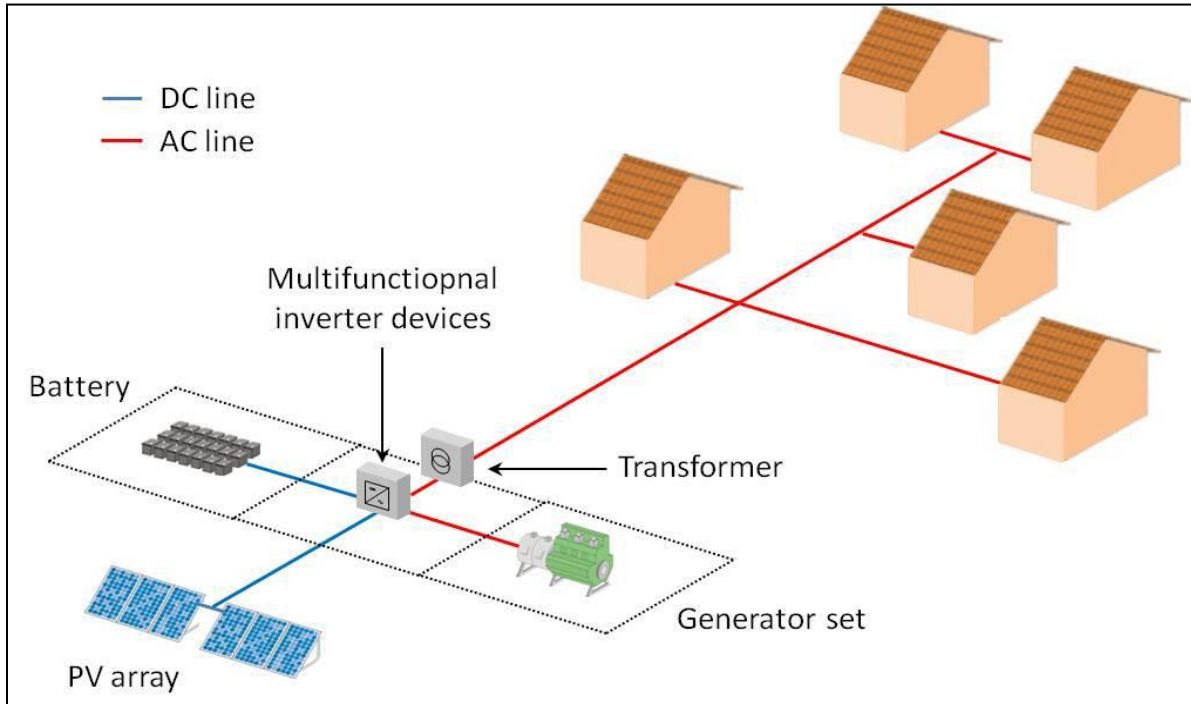 DC line
AC line
Multifunctiopnal
inverter devices
Battery
Transformer
Generator set
PV array